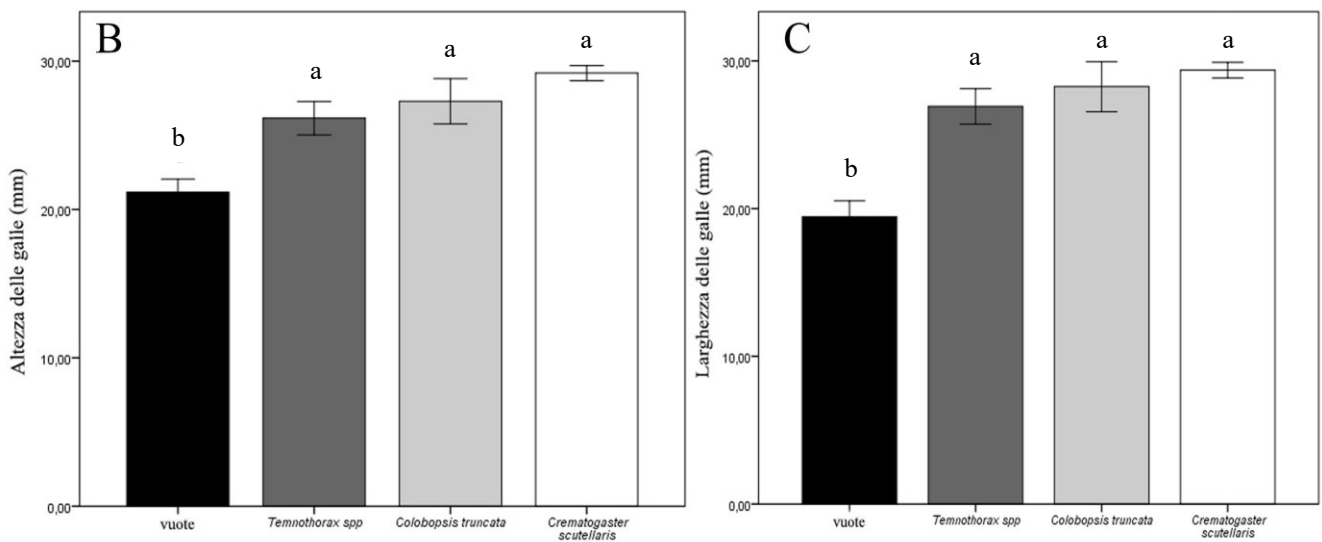 B
a
a
a
b
Altezza delle galle (mm)
30,00
20,00
10,00
0,00
vuote
Temnothorax spp
Colobopsis truncata
Crematogaster
scutellaris
C
a
a
a
b
Larghezza delle galle (mm)
30,00
20,00
10,00
0,00
vuote
Temnothorax spp
Colobopsis truncata
Crematogaster
scutellaris